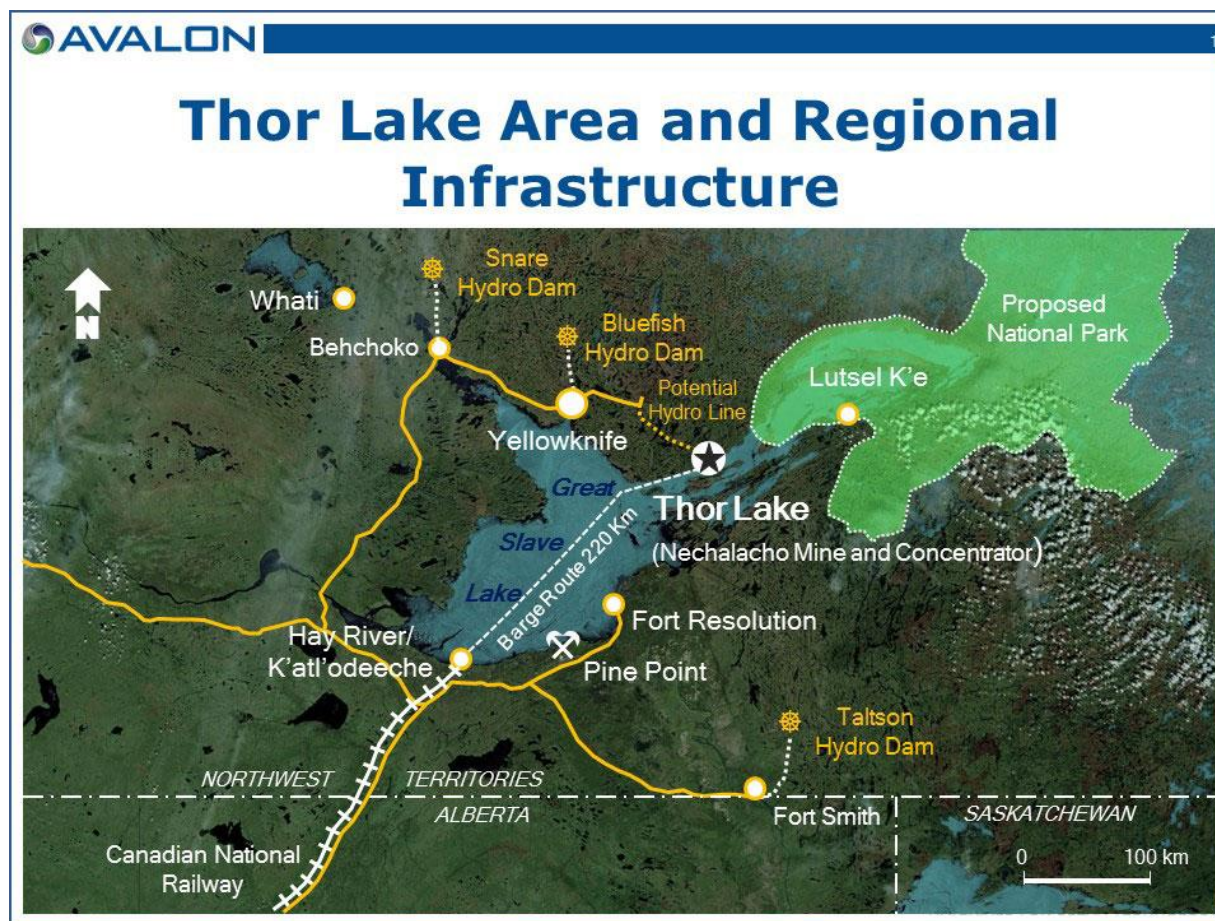 AVALON
1
Thor Lake Area and Regional
Infrastructure
N
Whati
Snare
Hydro Dam
Behchoko
Bluefish
Hydro Dam
Potential
Hydro Line
Yellowknife
Proposed
National Park
Lutsel K'e
Great
Slave
Lake
Thor Lake
(Nechalacho Mine and Concentrator)
Barge Route 220 Km
Hay River/
K'atl'odeeche
Fort Resolution
Pine Point
Taltson
Hydro Dam
NORTHWEST TERRITORIES
ALBERTA
Fort Smith
SASKATCHEWAN
Canadian National
Railway
0 100 km